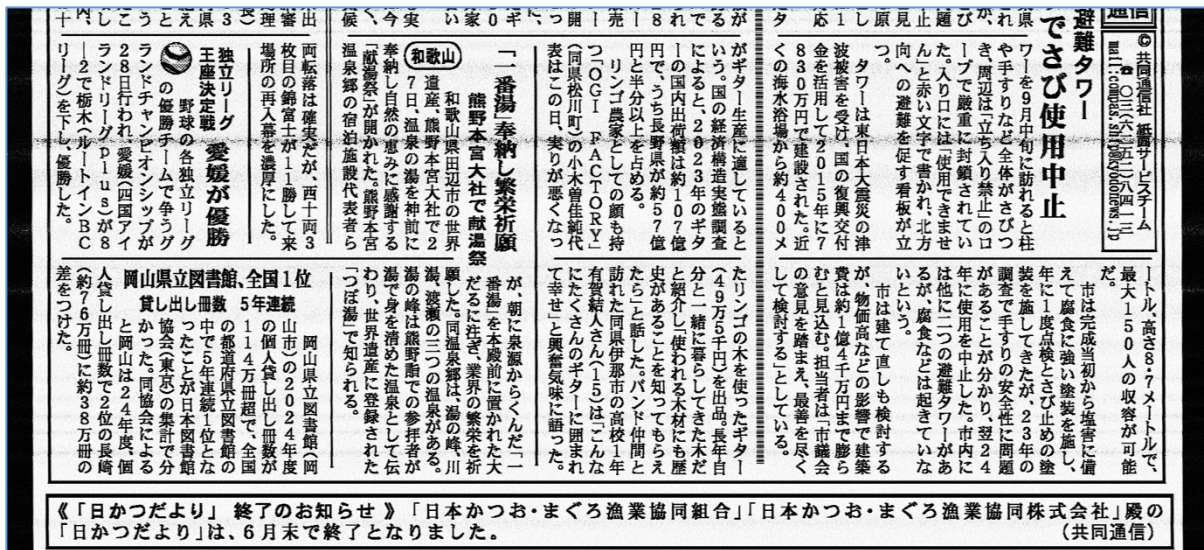 通信
©共同通信社 紙面サービスチーム
☎〇三(六二五二)八四一三
mail:compass.ship@kyodonews.jp
避難タワー
でさび使用中止
ワーを9月中旬に訪れると柱
や手すりなど全体がさびつ
き、周辺は「立ち入り禁止」のロ
ープで厳重に封鎖されてい
た。入り口には「使用できませ
ん」と赤い文字で書かれ、北方
向への避難を促す看板が立
つ。
タワーは東日本大震災の津
波被害を受け、国の復興交付
金を活用して2015年に7
830万円で建設された。近
くの海水浴場から約400メ
ートル、高さ8・7メートルで、
最大150人の収容が可能
だ。
市は完成当初から塩害に備
えて腐食に強い塗装を施し、
年に1度点検とさび止めの塗
装を施してきたが、23年の
調査で手すりの安全性に問題
があることが分かり、翌24
年に使用を中止した。市内に
は他に二つの避難タワーがあ
るが、腐食などは起きていな
いという。
市は建て直しも検討する
が、物価高などの影響で建築
費は約1億4千万円まで膨ら
むと見込む。担当者は「市議会
の意見を踏まえ、最善を尽く
して検討する」としている。
がギター生産に適していると
いう。国の経済構造実態調査
によると、2023年のギタ
ーの国内出荷額は約107億
円で、うち長野県が約57億
円と半分以上を占める。
リンゴ農家としての顔も持
つ「OGI FACTORY」
(同県松川町)の小木曽佳純代
表はこの日、実りが悪くなっ
たリンゴの木を使ったギター
(49万5千円)を出品。「長年自
分と一緒に暮らしてきた木だ
と紹介し「使われる木材にも歴
史があることを知ってもらえ
たら」と話した。バンド仲間と
訪れた同県伊那市の高校1年
有賀結人さん(15)は「こんな
にたくさんのギターに囲まれ
て幸せ」と興奮気味に語った。
「一番湯」奉納し繁栄祈願
熊野本宮大社で献湯祭
和歌山
和歌山県田辺市の世界
遺産、熊野本宮大社で2
7日、温泉の湯を神前に
奉納し自然の恵みに感謝する
「献湯祭」が開かれた。熊野本宮
温泉郷の宿泊施設代表者ら
が、朝に泉源からくんだ「一
番湯」を本殿前に置かれた大
だるに注ぎ、業界の繁栄を祈
願した。同温泉郷は、湯の峰、川
湯、渡瀬の三つの温泉がある。
湯の峰は熊野詣での参拝者が
湯で身を清めた温泉として伝
わり、世界遺産に登録された
「つぼ湯」で知られる。
両転落は確実だが、西十両3
枚目の錦富士が11勝して来
場所の再入幕を濃厚にした。
独立リーグ
王座決定戦
愛媛が優勝
野球の各独立リーグ
の優勝チームで争うグ
ランドチャンピオンシップが
28日行われ、愛媛(四国アイ
ランドリーグplus)が8
―2で栃木(ルートインBC
リーグ)を下し、優勝した。
岡山県立図書館、全国1位
貸し出し冊数 5年連続
岡山県立図書館(岡
山市)の2024年度
の個人貸し出し冊数が
114万冊超で、全国
の都道府県立図書館の
中で5年連続1位とな
ったことが日本図書館
協会(東京)の集計で分
かった。同協会による
と岡山は24年度、個
人貸し出し冊数で2位の長崎
(約76万冊)に約38万冊の
差をつけた。
《「日かつだより」 終了のお知らせ 》「日本かつお・まぐろ漁業協同組合」「日本かつお・まぐろ漁業協同株式会社」殿の
「日かつだより」は、6月末で終了となりました。 (共同通信)